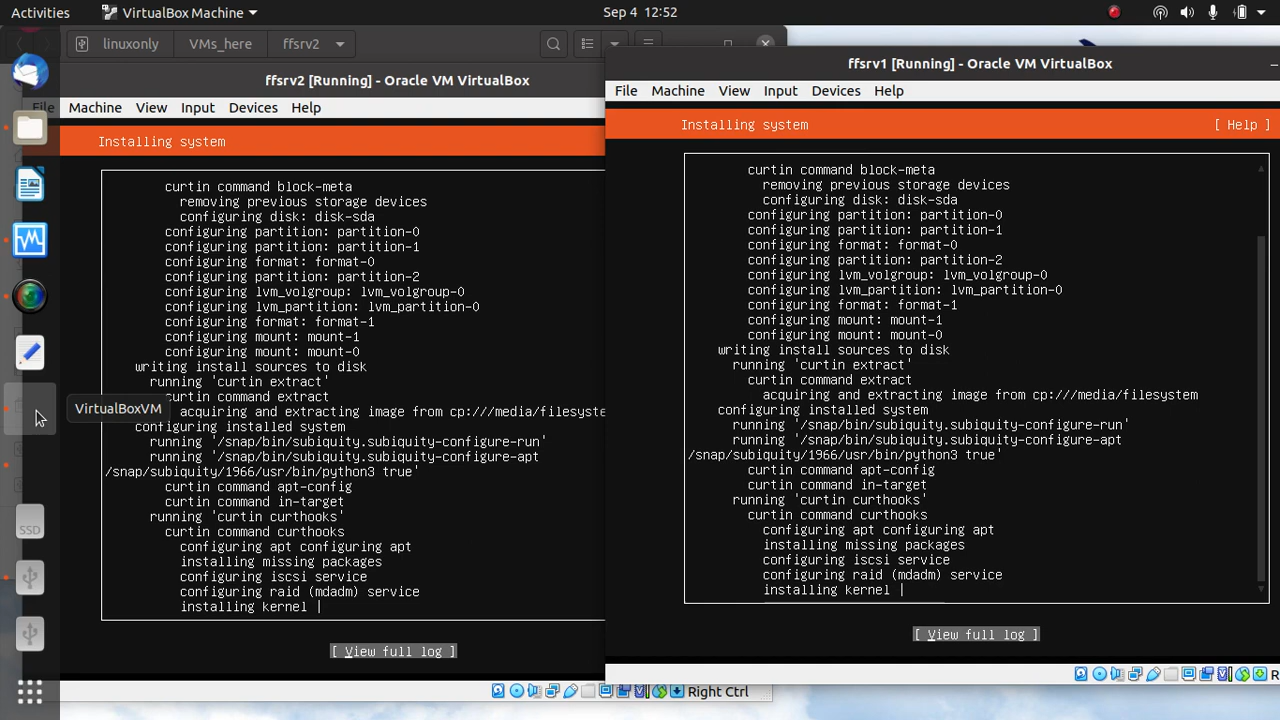 Activities
VirtualBox Machine
Sep 4 12:52
linuxonly
VMs_here
ffsrv2
ffsrv2 [Running] - Oracle VM VirtualBox
File Machine View Input Devices Help
Installing system
curtin command block-meta
removing previous storage devices
configuring disk: disk-sda
configuring partition: partition-0
configuring partition: partition-1
configuring format: format-0
configuring partition: partition-2
configuring lvm_volgroup: lvm_volgroup-0
configuring lvm_partition: lvm_partition-0
configuring format: format-1
configuring mount: mount-1
configuring mount: mount-0
writing install sources to disk
running 'curtin extract'
curtin command extract
acquiring and extracting image from cp:///media/filesyste
configuring installed system
running '/snap/bin/subiquity.subiquity-configure-run'
running '/snap/bin/subiquity.subiquity-configure-apt
/snap/subiquity/1966/usr/bin/python3 true'
curtin command apt-config
curtin command in-target
running 'curtin curthooks'
curtin command curthooks
configuring apt configuring apt
installing missing packages
configuring iscsi service
configuring raid (mdadm) service
installing kernel |
[ View full log ]
Right Ctrl
VirtualBoxVM
SSD
ffsrv1 [Running] - Oracle VM VirtualBox
File Machine View Input Devices Help
Installing system
[ Help ]
curtin command block-meta
removing previous storage devices
configuring disk: disk-sda
configuring partition: partition-0
configuring partition: partition-1
configuring format: format-0
configuring partition: partition-2
configuring lvm_volgroup: lvm_volgroup-0
configuring lvm_partition: lvm_partition-0
configuring format: format-1
configuring mount: mount-1
configuring mount: mount-0
writing install sources to disk
running 'curtin extract'
curtin command extract
acquiring and extracting image from cp:///media/filesystem
configuring installed system
running '/snap/bin/subiquity.subiquity-configure-run'
running '/snap/bin/subiquity.subiquity-configure-apt
/snap/subiquity/1966/usr/bin/python3 true'
curtin command apt-config
curtin command in-target
running 'curtin curthooks'
curtin command curthooks
configuring apt configuring apt
installing missing packages
configuring iscsi service
configuring raid (mdadm) service
installing kernel |
[ View full log ]
R